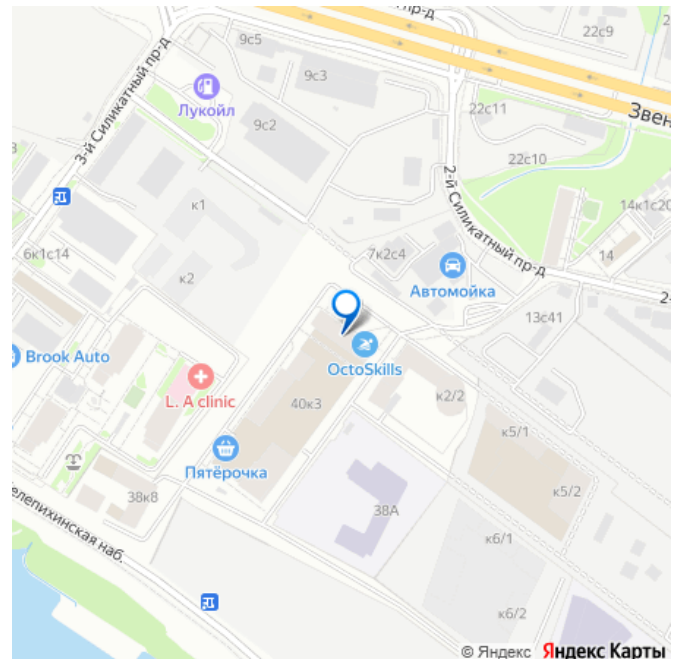 пр-д
22с9
9с5
9с3
3-й Силикатный пр-д
Лукойл
9с2
22с11
Звен
2-й Силикатный пр-д
22с10
к1
14к1с20
6к1с14
к2
7к2с4
14
Автомойка
2-
13с41
Brook Auto
OctoSkills
L. A clinic
40к3
к2/2
к5/1
Пятёрочка
к5/2
38к8
38А
елепихинская наб.
к6/1
к6/2
© Яндекс Яндекс Карты